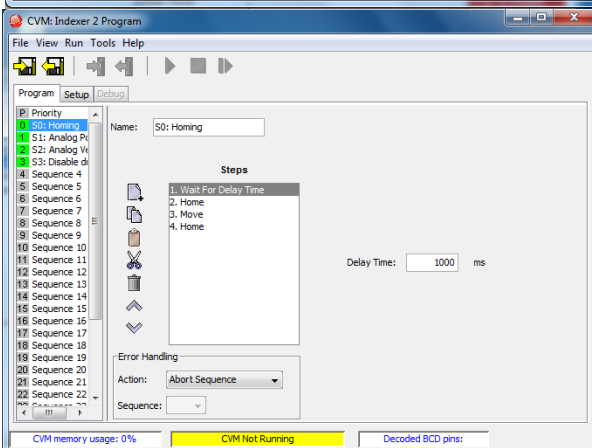 CVM: Indexer 2 Program
File View Run Tools Help
Program Setup Debug
P Priority
0 S0: Homing
1 S1: Analog Po
2 S2: Analog Ve
3 S3: Disable dr
4 Sequence 4
5 Sequence 5
6 Sequence 6
7 Sequence 7
8 Sequence 8
9 Sequence 9
10 Sequence 10
11 Sequence 11
12 Sequence 12
13 Sequence 13
14 Sequence 14
15 Sequence 15
16 Sequence 16
17 Sequence 17
18 Sequence 18
19 Sequence 19
20 Sequence 20
21 Sequence 21
22 Sequence 22
Name: S0: Homing
Steps
1. Wait For Delay Time
2. Home
3. Move
4. Home
Delay Time: 1000 ms
Error Handling
Action: Abort Sequence
Sequence:
CVM memory usage: 0% CVM Not Running Decoded BCD pins: